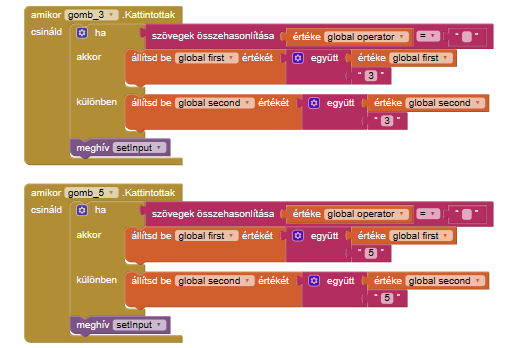 amikor gomb_3 .Kattintottak
csináld ha szövegek összehasonlítása értéke global operator = " "
akkor állítsd be global first értékét együtt értéke global first
" 3 "
különben állítsd be global second értékét együtt értéke global second
" 3 "
meghív setInput
amikor gomb_5 .Kattintottak
csináld ha szövegek összehasonlítása értéke global operator = " "
akkor állítsd be global first értékét együtt értéke global first
" 5 "
különben állítsd be global second értékét együtt értéke global second
" 5 "
meghív setInput